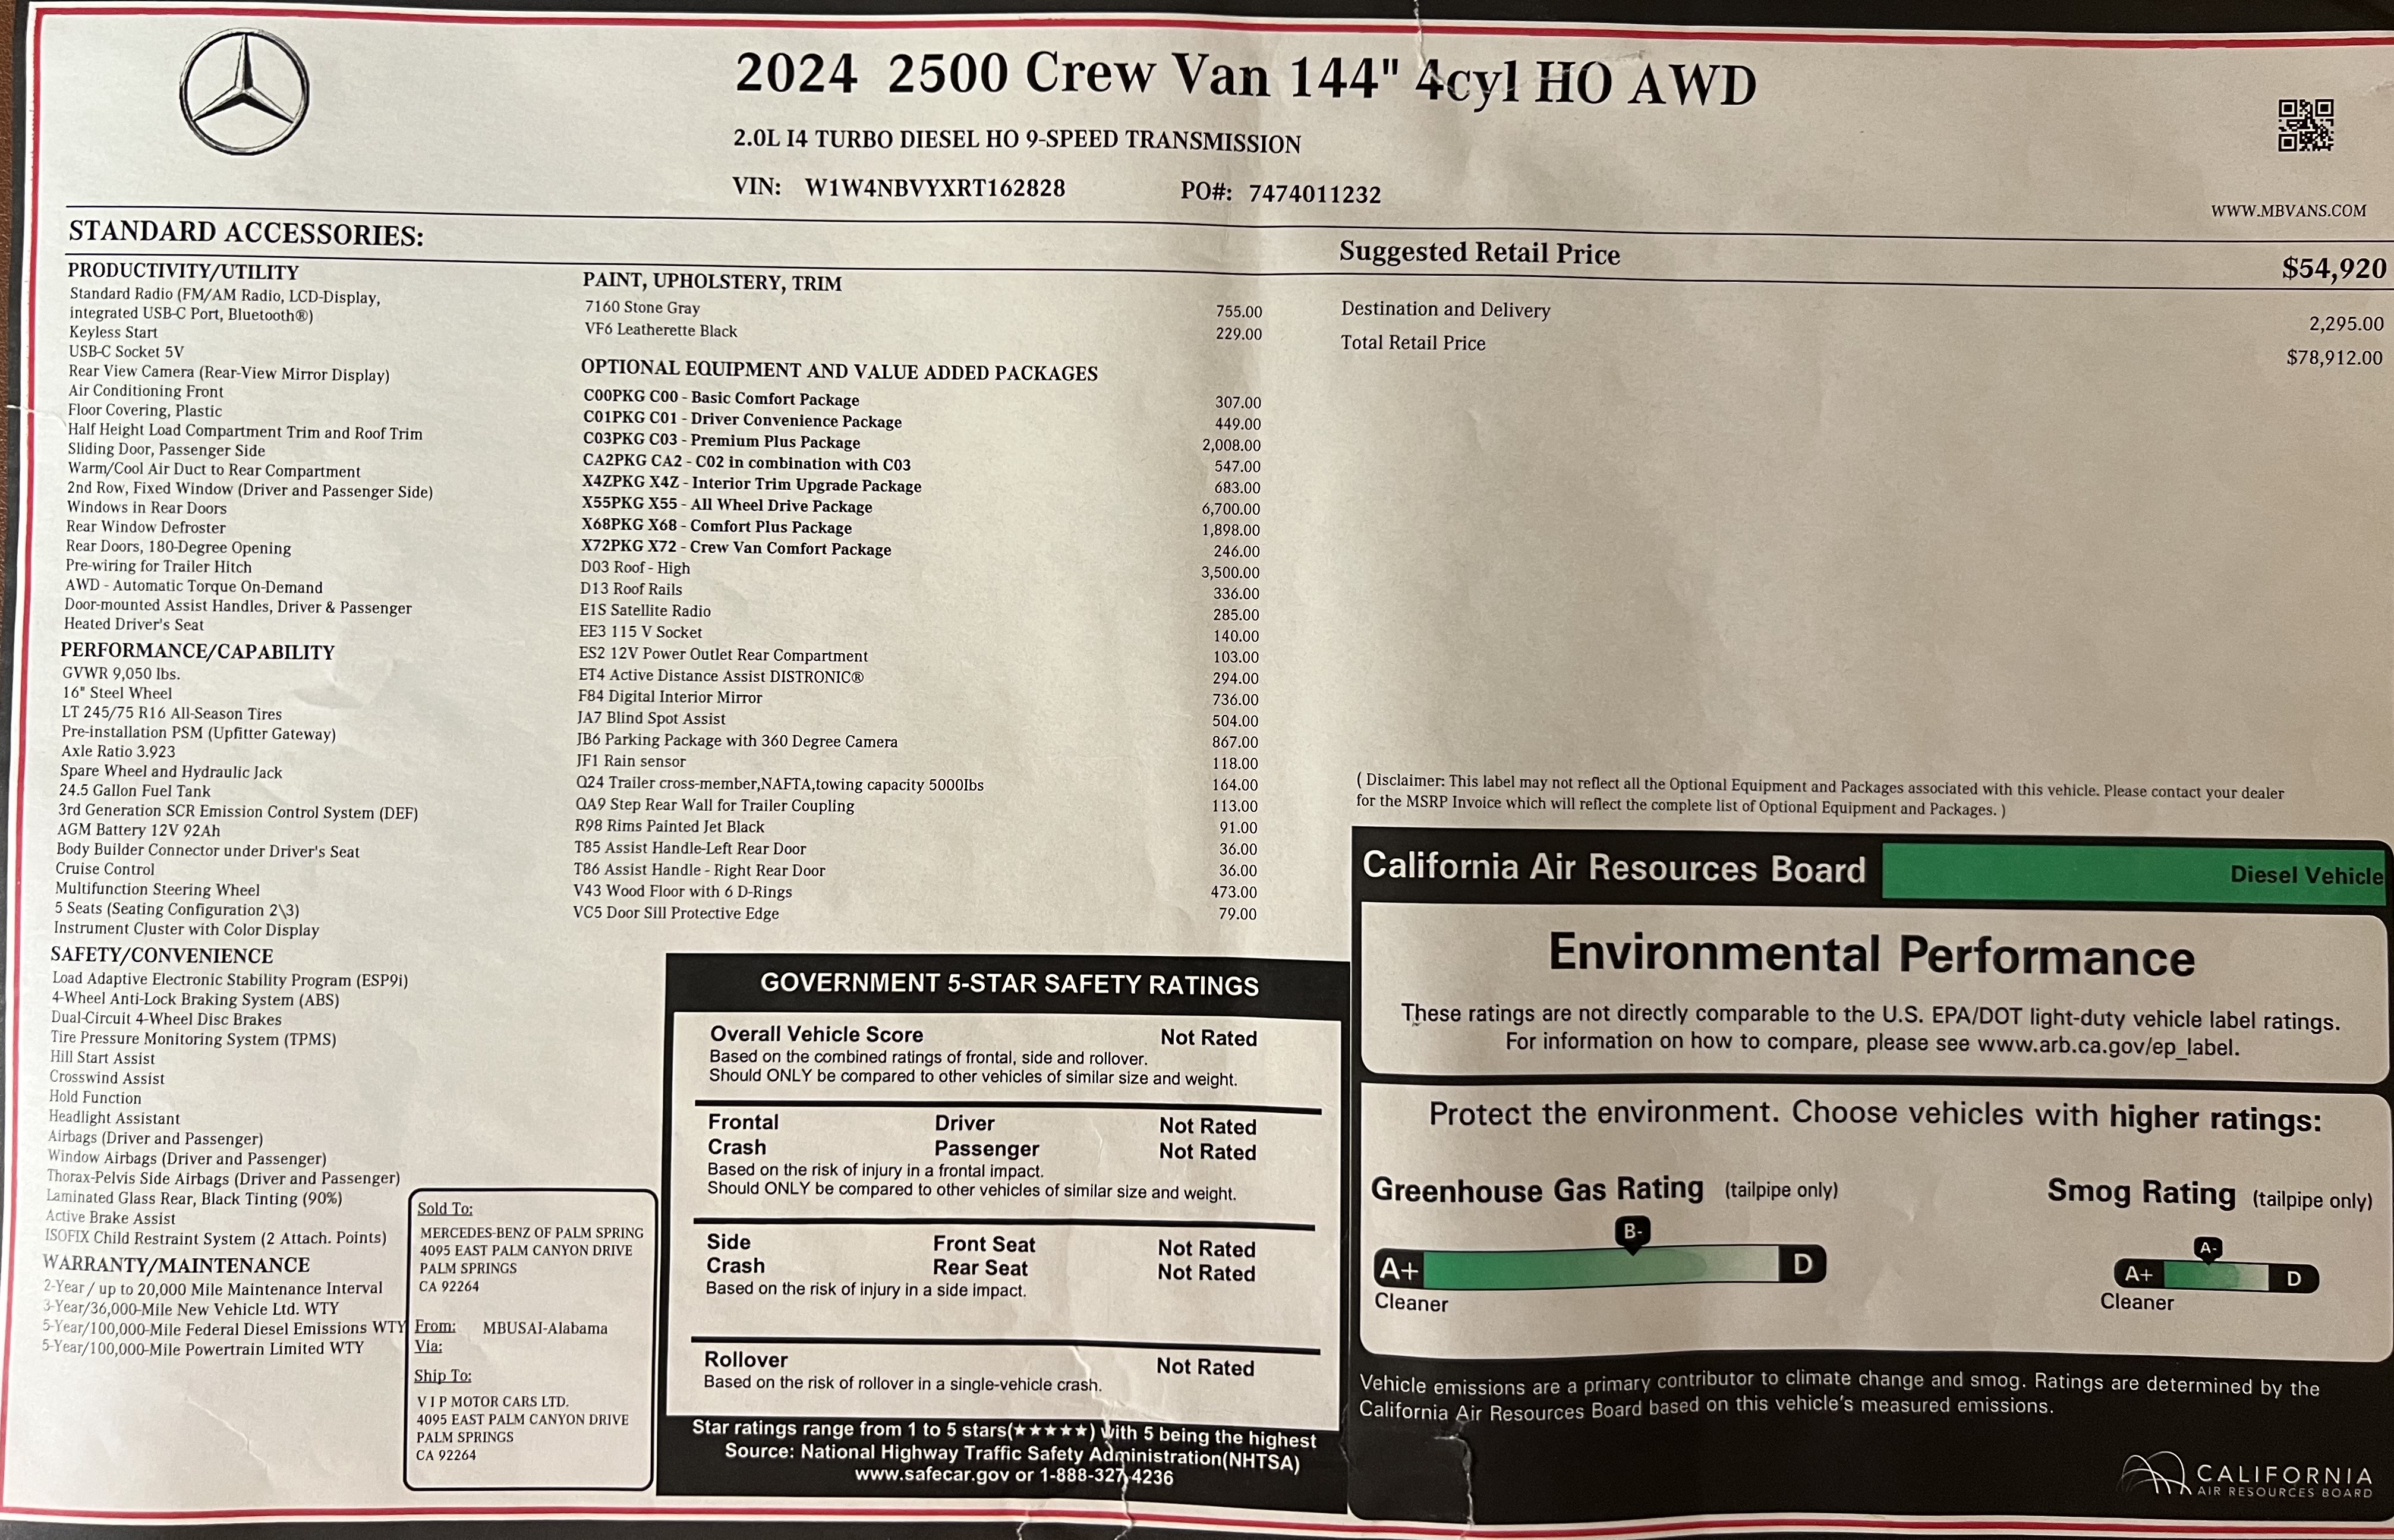 2024 2500 Crew Van 144" 4cyl HO AWD
2.0L I4 TURBO DIESEL HO 9-SPEED TRANSMISSION
VIN: W1W4NBVYXRT162828 PO#: 7474011232
WWW.MBVANS.COM
STANDARD ACCESSORIES:
PRODUCTIVITY/UTILITY
Standard Radio (FM/AM Radio, LCD-Display,
integrated USB-C Port, Bluetooth®)
Keyless Start
USB-C Socket 5V
Rear View Camera (Rear-View Mirror Display)
Air Conditioning Front
Floor Covering, Plastic
Half Height Load Compartment Trim and Roof Trim
Sliding Door, Passenger Side
Warm/Cool Air Duct to Rear Compartment
2nd Row, Fixed Window (Driver and Passenger Side)
Windows in Rear Doors
Rear Window Defroster
Rear Doors, 180-Degree Opening
Pre-wiring for Trailer Hitch
AWD - Automatic Torque On-Demand
Door-mounted Assist Handles, Driver & Passenger
Heated Driver's Seat
PERFORMANCE/CAPABILITY
GVWR 9,050 lbs.
16" Steel Wheel
LT 245/75 R16 All-Season Tires
Pre-installation PSM (Upfitter Gateway)
Axle Ratio 3.923
Spare Wheel and Hydraulic Jack
24.5 Gallon Fuel Tank
3rd Generation SCR Emission Control System (DEF)
AGM Battery 12V 92Ah
Body Builder Connector under Driver's Seat
Cruise Control
Multifunction Steering Wheel
5 Seats (Seating Configuration 2\3)
Instrument Cluster with Color Display
SAFETY/CONVENIENCE
Load Adaptive Electronic Stability Program (ESP9i)
4-Wheel Anti-Lock Braking System (ABS)
Dual-Circuit 4-Wheel Disc Brakes
Tire Pressure Monitoring System (TPMS)
Hill Start Assist
Crosswind Assist
Hold Function
Headlight Assistant
Airbags (Driver and Passenger)
Window Airbags (Driver and Passenger)
Thorax-Pelvis Side Airbags (Driver and Passenger)
Laminated Glass Rear, Black Tinting (90%)
Active Brake Assist
ISOFIX Child Restraint System (2 Attach. Points)
WARRANTY/MAINTENANCE
2-Year / up to 20,000 Mile Maintenance Interval
3-Year/36,000-Mile New Vehicle Ltd. WTY
5-Year/100,000-Mile Federal Diesel Emissions WTY
5-Year/100,000-Mile Powertrain Limited WTY
PAINT, UPHOLSTERY, TRIM
7160 Stone Gray 755.00
VF6 Leatherette Black 229.00
OPTIONAL EQUIPMENT AND VALUE ADDED PACKAGES
C00PKG C00 - Basic Comfort Package 307.00
C01PKG C01 - Driver Convenience Package 449.00
C03PKG C03 - Premium Plus Package 2,008.00
CA2PKG CA2 - C02 in combination with C03 547.00
X4ZPKG X4Z - Interior Trim Upgrade Package 683.00
X55PKG X55 - All Wheel Drive Package 6,700.00
X68PKG X68 - Comfort Plus Package 1,898.00
X72PKG X72 - Crew Van Comfort Package 246.00
D03 Roof - High 3,500.00
D13 Roof Rails 336.00
E1S Satellite Radio 285.00
EE3 115 V Socket 140.00
ES2 12V Power Outlet Rear Compartment 103.00
ET4 Active Distance Assist DISTRONIC® 294.00
F84 Digital Interior Mirror 736.00
JA7 Blind Spot Assist 504.00
JB6 Parking Package with 360 Degree Camera 867.00
JF1 Rain sensor 118.00
Q24 Trailer cross-member,NAFTA,towing capacity 5000lbs 164.00
QA9 Step Rear Wall for Trailer Coupling 113.00
R98 Rims Painted Jet Black 91.00
T85 Assist Handle-Left Rear Door 36.00
T86 Assist Handle - Right Rear Door 36.00
V43 Wood Floor with 6 D-Rings 473.00
VC5 Door Sill Protective Edge 79.00
Suggested Retail Price $54,920
Destination and Delivery 2,295.00
Total Retail Price $78,912.00
( Disclaimer: This label may not reflect all the Optional Equipment and Packages associated with this vehicle. Please contact your dealer
for the MSRP Invoice which will reflect the complete list of Optional Equipment and Packages. )
Sold To:
MERCEDES-BENZ OF PALM SPRING
4095 EAST PALM CANYON DRIVE
PALM SPRINGS
CA 92264
From: MBUSAI-Alabama
Via:
Ship To:
V I P MOTOR CARS LTD.
4095 EAST PALM CANYON DRIVE
PALM SPRINGS
CA 92264
GOVERNMENT 5-STAR SAFETY RATINGS
Overall Vehicle Score Not Rated
Based on the combined ratings of frontal, side and rollover.
Should ONLY be compared to other vehicles of similar size and weight.
Frontal Driver Not Rated
Crash Passenger Not Rated
Based on the risk of injury in a frontal impact.
Should ONLY be compared to other vehicles of similar size and weight.
Side Front Seat Not Rated
Crash Rear Seat Not Rated
Based on the risk of injury in a side impact.
Rollover Not Rated
Based on the risk of rollover in a single-vehicle crash.
Star ratings range from 1 to 5 stars(★★★★★) with 5 being the highest
Source: National Highway Traffic Safety Administration(NHTSA)
www.safecar.gov or 1-888-327-4236
California Air Resources Board Diesel Vehicle
Environmental Performance
These ratings are not directly comparable to the U.S. EPA/DOT light-duty vehicle label ratings.
For information on how to compare, please see www.arb.ca.gov/ep_label.
Protect the environment. Choose vehicles with higher ratings:
Greenhouse Gas Rating (tailpipe only) Smog Rating (tailpipe only)
B- A-
A+ D A+ D
Cleaner Cleaner
Vehicle emissions are a primary contributor to climate change and smog. Ratings are determined by the
California Air Resources Board based on this vehicle's measured emissions.
CALIFORNIA
AIR RESOURCES BOARD